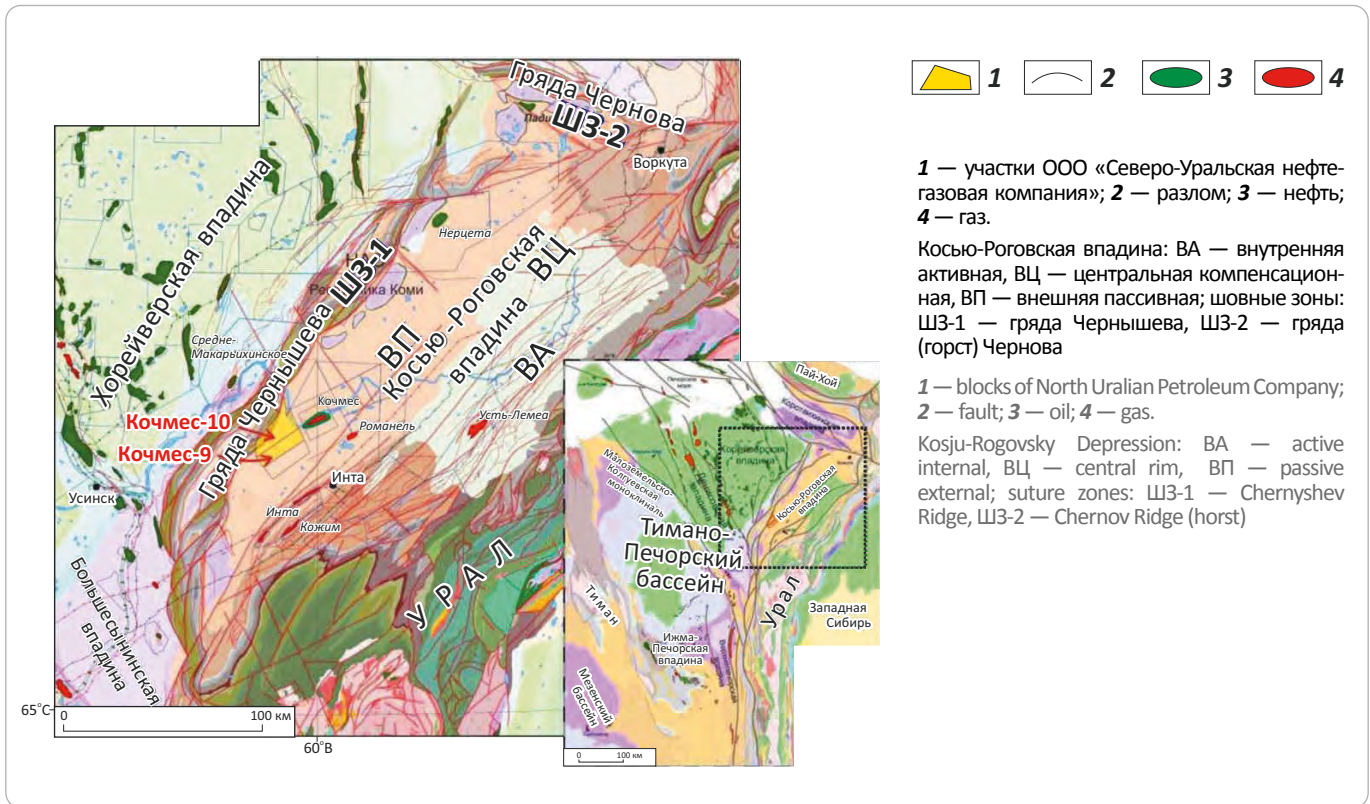 Гряда Чернова
ШЗ-2
Воркута
Хорейверская впадина
Нерцета
Гряда Чернышева ШЗ-1
Республика Коми
ВП
ВЦ
Косью-Роговская
впадина
ВА
Средне-
Макарьихинское
Кочмес-10
Кочмес-9
Кочмес
Романьель
Усть-Лемеа
Усинск
Инта
Инта
Кожим
УРАЛ
Большесынинская
впадина
65°С
0 100 км
60°В
Пай-Хой
Печорское
море
Хорейверская
впадина
Косью-Роговская
впадина
Малоземельско-
Колгуевская
моноклиналь
Тимано-
Печорский
бассейн
Тиман
Урал
Западная
Сибирь
Ижма-
Печорская
впадина
Мезенский
бассейн
0 100 км
1 2 3 4
1 — участки ООО «Северо-Уральская нефте-
газовая компания»; 2 — разлом; 3 — нефть;
4 — газ.
Косью-Роговская впадина: ВА — внутренняя
активная, ВЦ — центральная компенсацион-
ная, ВП — внешняя пассивная; шовные зоны:
ШЗ-1 — гряда Чернышева, ШЗ-2 — гряда
(горст) Чернова
1 — blocks of North Uralian Petroleum Company;
2 — fault; 3 — oil; 4 — gas.
Kosju-Rogovsky Depression: ВА — active
internal, ВЦ — central rim, ВП — passive
external; suture zones: ШЗ-1 — Chernyshev
Ridge, ШЗ-2 — Chernov Ridge (horst)